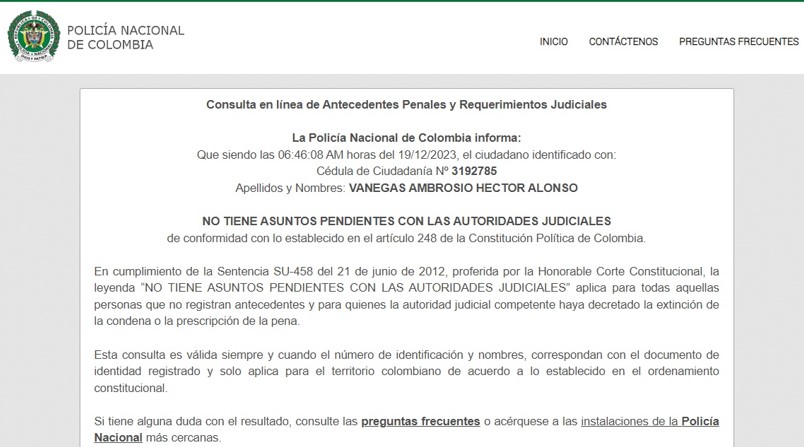 POLICÍA NACIONAL
DE COLOMBIA
INICIO CONTÁCTENOS PREGUNTAS FRECUENTES
Consulta en línea de Antecedentes Penales y Requerimientos Judiciales
La Policía Nacional de Colombia informa:
Que siendo las 06:46:08 AM horas del 19/12/2023, el ciudadano identificado con:
Cédula de Ciudadanía Nº 3192785
Apellidos y Nombres: VANEGAS AMBROSIO HECTOR ALONSO
NO TIENE ASUNTOS PENDIENTES CON LAS AUTORIDADES JUDICIALES
de conformidad con lo establecido en el artículo 248 de la Constitución Política de Colombia.
En cumplimiento de la Sentencia SU-458 del 21 de junio de 2012, proferida por la Honorable Corte Constitucional, la
leyenda "NO TIENE ASUNTOS PENDIENTES CON LAS AUTORIDADES JUDICIALES" aplica para todas aquellas
personas que no registran antecedentes y para quienes la autoridad judicial competente haya decretado la extinción de
la condena o la prescripción de la pena.
Esta consulta es válida siempre y cuando el número de identificación y nombres, correspondan con el documento de
identidad registrado y solo aplica para el territorio colombiano de acuerdo a lo establecido en el ordenamiento
constitucional.
Si tiene alguna duda con el resultado, consulte las preguntas frecuentes o acérquese a las instalaciones de la Policía
Nacional más cercanas.